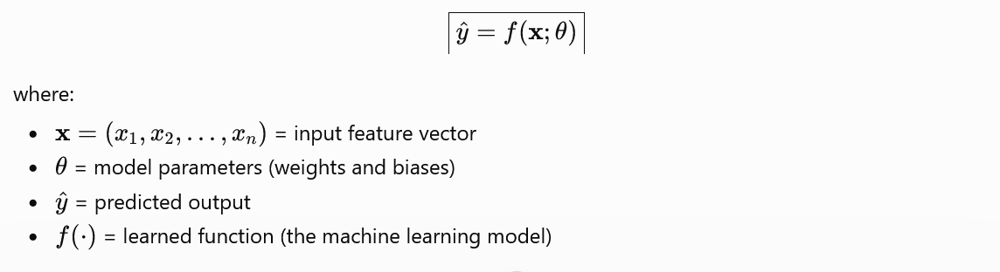 ŷ = f(𝐱; θ)
where:
• 𝐱 = (x₁, x₂, . . . , xₙ) = input feature vector
• θ = model parameters (weights and biases)
• ŷ = predicted output
• f(·) = learned function (the machine learning model)